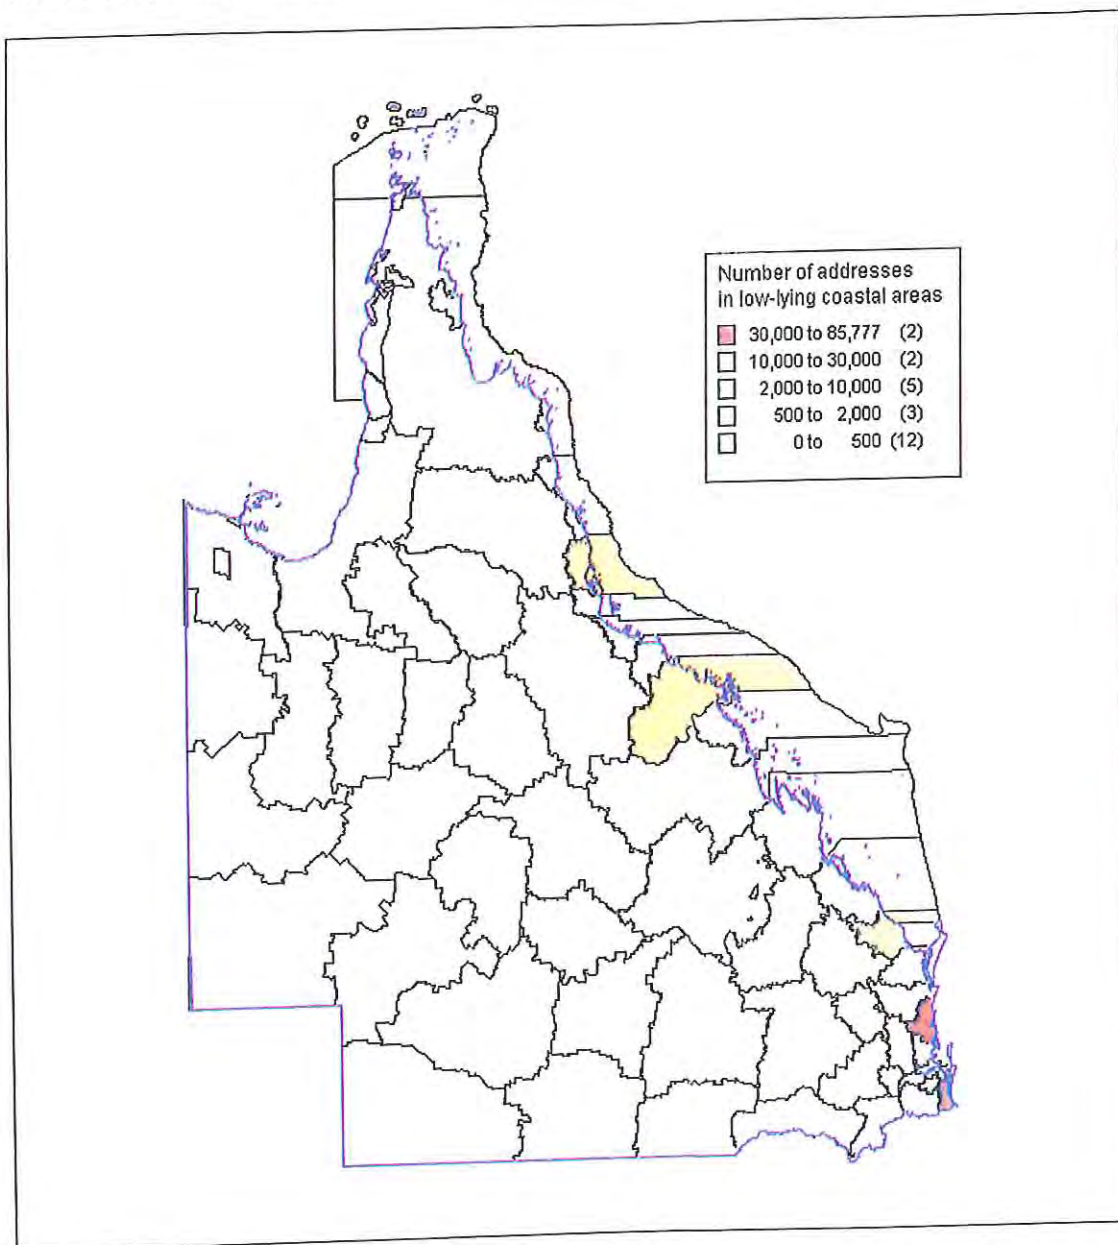 Number of addresses
in low-lying coastal areas
30,000 to 85,777 (2)
10,000 to 30,000 (2)
2,000 to 10,000 (5)
500 to 2,000 (3)
0 to 500 (12)